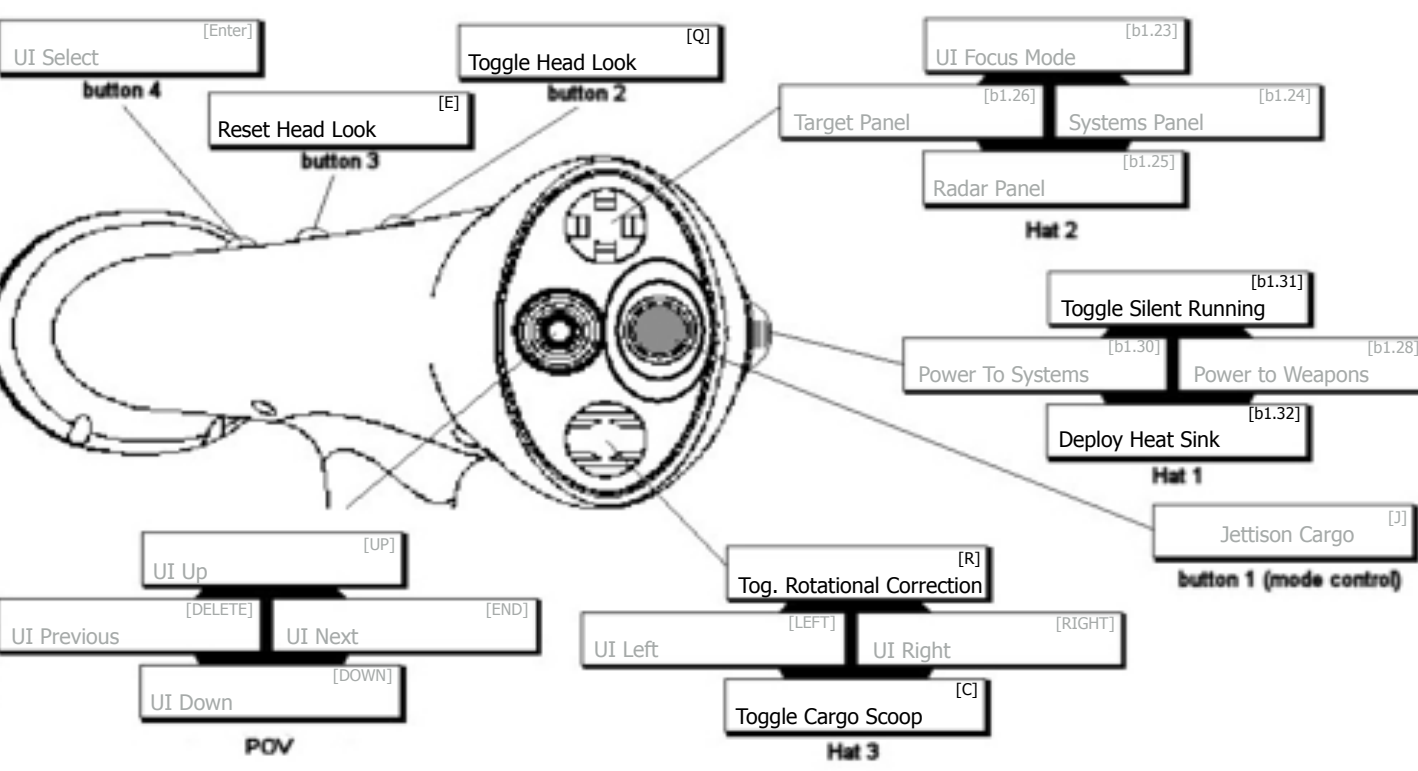 [Enter]
UI Select
button 4
[E]
Reset Head Look
button 3
[Q]
Toggle Head Look
button 2
[b1.23]
UI Focus Mode
[b1.26]
Target Panel
[b1.24]
Systems Panel
[b1.25]
Radar Panel
Hat 2
[b1.31]
Toggle Silent Running
[b1.30]
Power To Systems
[b1.28]
Power to Weapons
[b1.32]
Deploy Heat Sink
Hat 1
[J]
Jettison Cargo
button 1 (mode control)
[UP]
UI Up
[DELETE]
UI Previous
[END]
UI Next
[DOWN]
UI Down
POV
[R]
Tog. Rotational Correction
[LEFT]
UI Left
[RIGHT]
UI Right
[C]
Toggle Cargo Scoop
Hat 3